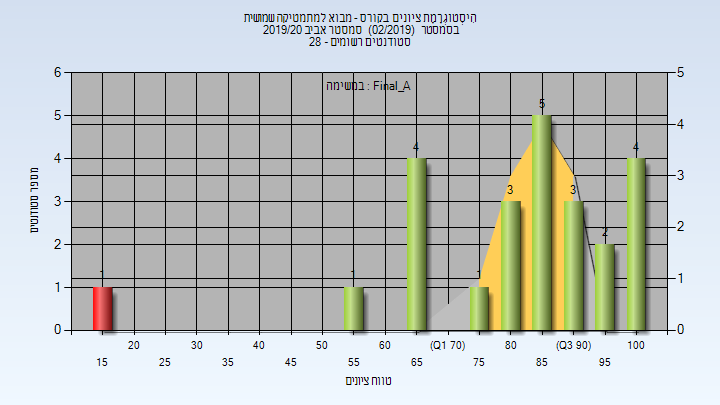 היסטוגרמת ציונים בקורס - מבוא למתמטיקה שמושית
בסמסטר (02/2019) סמסטר אביב 2019/20
סטודנטים רשומים - 28
במשימה : Final_A
מספר סטודנטים
6 5 4 3 2 1 0
5 4 3 2 1 0
1 1 4 1 3 5 3 2 4
20 30 40 50 60 (Q1 70) 80 (Q3 90) 100
15 25 35 45 55 65 75 85 95
טווח ציונים